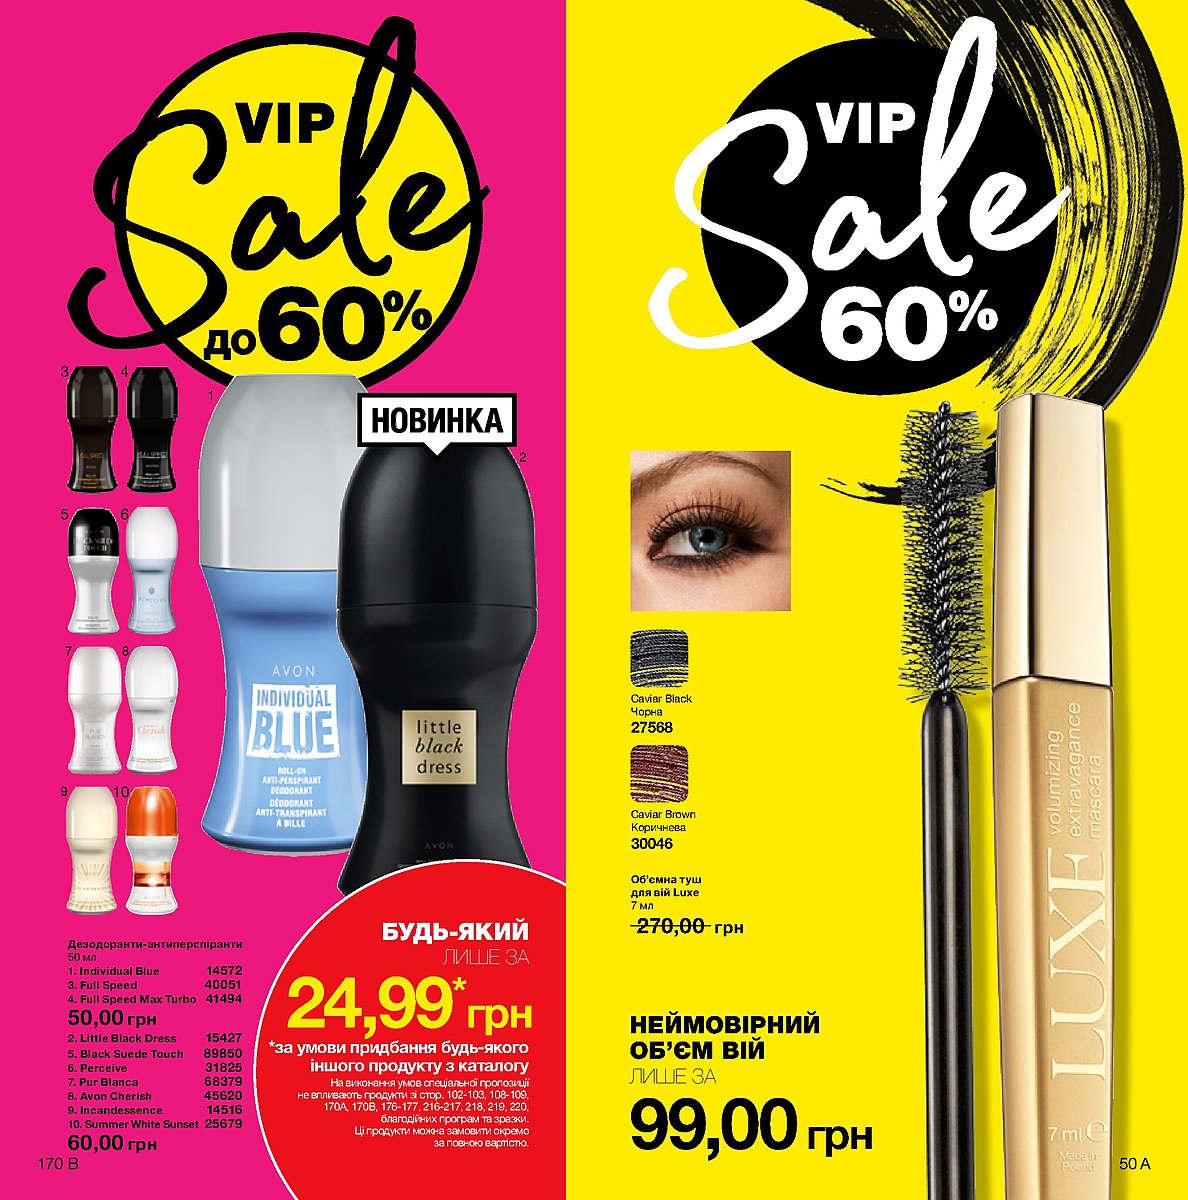 VIP
Sale
до 60%
3
4
1
НОВИНКА
2
5
6
7
8
9
10
AVON
INDIVIDUAL
BLUE
ROLL-ON
ANTI-PERSPIRANT
DEODORANT
DÉODORANT
ANTI-TRANSPIRANT
À BILLE
little
black
dress
AVON
Дезодоранти-антиперспіранти
50 мл
1. Individual Blue 14572
3. Full Speed 40051
4. Full Speed Max Turbo 41494
50,00 грн
2. Little Black Dress 15427
5. Black Suede Touch 89850
6. Perceive 31825
7. Pur Blanca 68379
8. Avon Cherish 45620
9. Incandessence 14516
10. Summer White Sunset 25679
60,00 грн
170 B
БУДЬ-ЯКИЙ
ЛИШЕ ЗА
24,99* грн
*за умови придбання будь-якого
іншого продукту з каталогу
На виконання умов спеціальної пропозиції
не впливають продукти зі стор. 102-103, 108-109,
170A, 170B, 176-177, 216-217, 218, 219, 220,
благодійних програм та зразки.
Ці продукти можна замовити окремо
за повною вартістю.
VIP
Sale
60%
Caviar Black
Чорна
27568
Caviar Brown
Коричнева
30046
Об'ємна туш
для вій Luxe
7 мл
270,00 грн
НЕЙМОВІРНИЙ
ОБ'ЄМ ВІЙ
ЛИШЕ ЗА
99,00 грн
LUXE
volumizing
extravagance
mascara
7 ml e
Made in
Poland
50 A